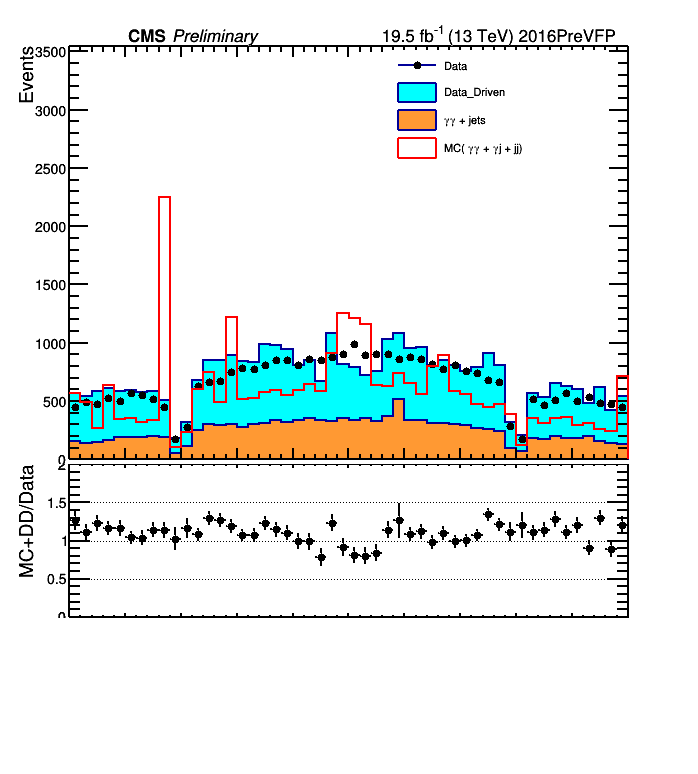 CMS Preliminary 19.5 fb-1 (13 TeV) 2016PreVFP
Events
3500
3000
2500
2000
1500
1000
500
0
Data
Data_Driven
γγ + jets
MC( γγ + γj + jj)
MC+DD/Data
2
1.5
1
0.5
0